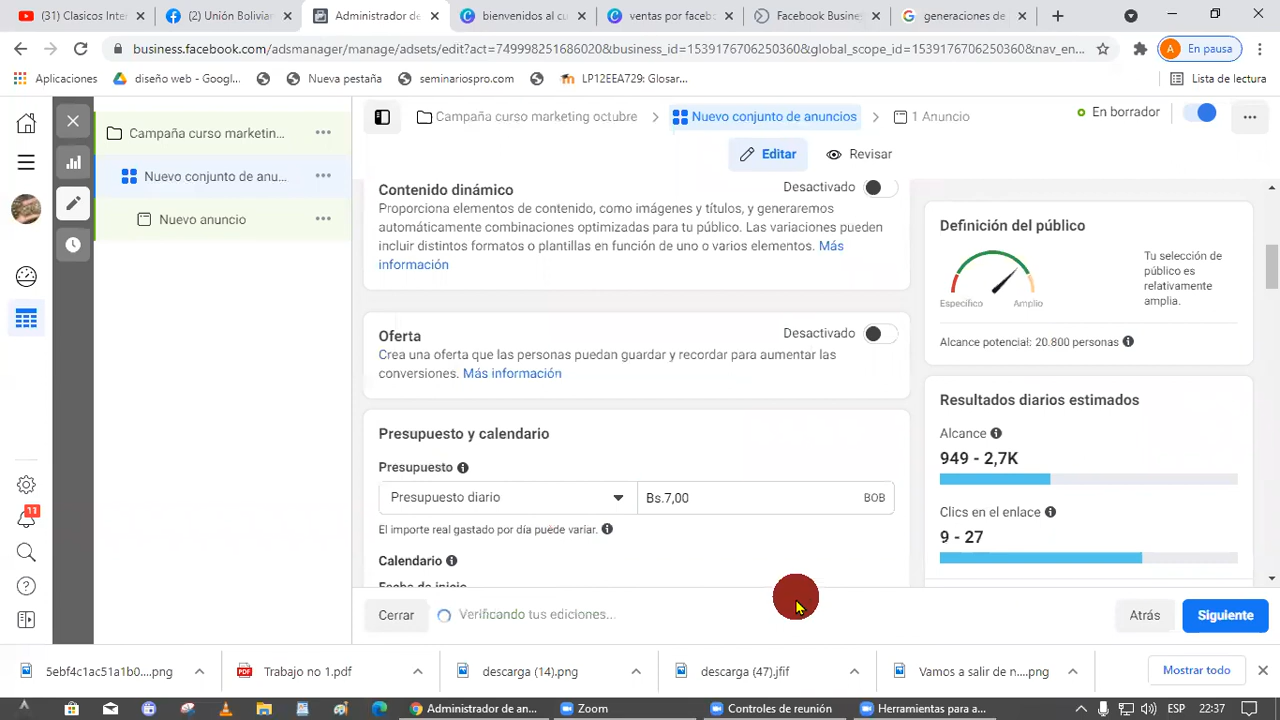 (31) Clasicos Inter
(2) Unión Bolivian
Administrador de
bienvenidos al cu
ventas por faceb
Facebook Busine
generaciones de
business.facebook.com/adsmanager/manage/adsets/edit?act=749998251686020&business_id=1539176706250360&global_scope_id=1539176706250360&nav_en...
A En pausa
Aplicaciones
diseño web - Googl...
Nueva pestaña
seminariospro.com
LP12EEA729: Glosar...
Lista de lectura
Campaña curso marketing octubre
Nuevo conjunto de anuncios
1 Anuncio
En borrador
Campaña curso marketin...
Editar
Revisar
Nuevo conjunto de anu...
Nuevo anuncio
Contenido dinámico
Desactivado
Proporciona elementos de contenido, como imágenes y títulos, y generaremos
automáticamente combinaciones optimizadas para tu público. Las variaciones pueden
incluir distintos formatos o plantillas en función de uno o varios elementos. Más
información
Oferta
Desactivado
Crea una oferta que las personas puedan guardar y recordar para aumentar las
conversiones. Más información
Presupuesto y calendario
Presupuesto
Presupuesto diario
Bs.7,00
BOB
El importe real gastado por día puede variar.
Calendario
Fecha de inicio
Definición del público
Específico
Amplio
Tu selección de
público es
relativamente
amplia.
Alcance potencial: 20.800 personas
Resultados diarios estimados
Alcance
949 - 2,7K
Clics en el enlace
9 - 27
11
Cerrar
Verificando tus ediciones...
Atrás
Siguiente
5ebf4c1ac51a1b0....png
Trabajo no 1.pdf
descarga (14).png
descarga (47).jfif
Vamos a salir de n....png
Mostrar todo
Administrador de an...
Zoom
Controles de reunión
Herramientas para a...
ESP
22:37